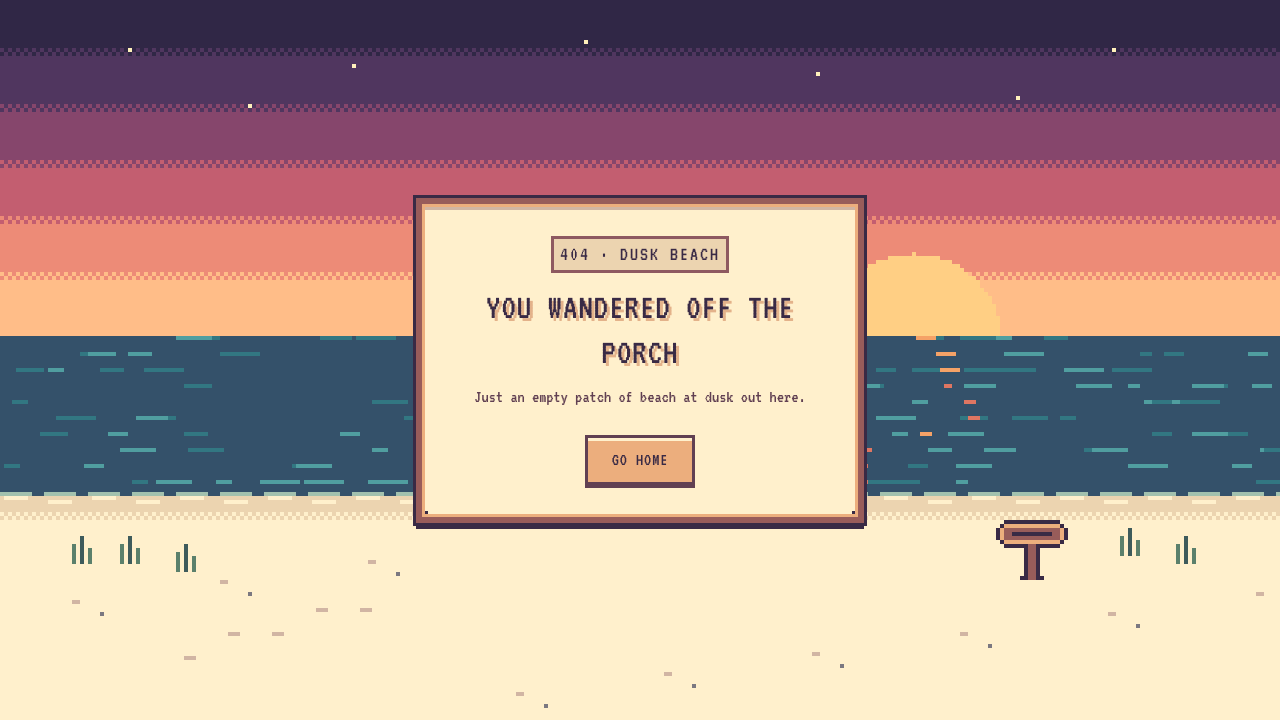 404 · DUSK BEACH
YOU WANDERED OFF THE
PORCH
Just an empty patch of beach at dusk out here.
GO HOME